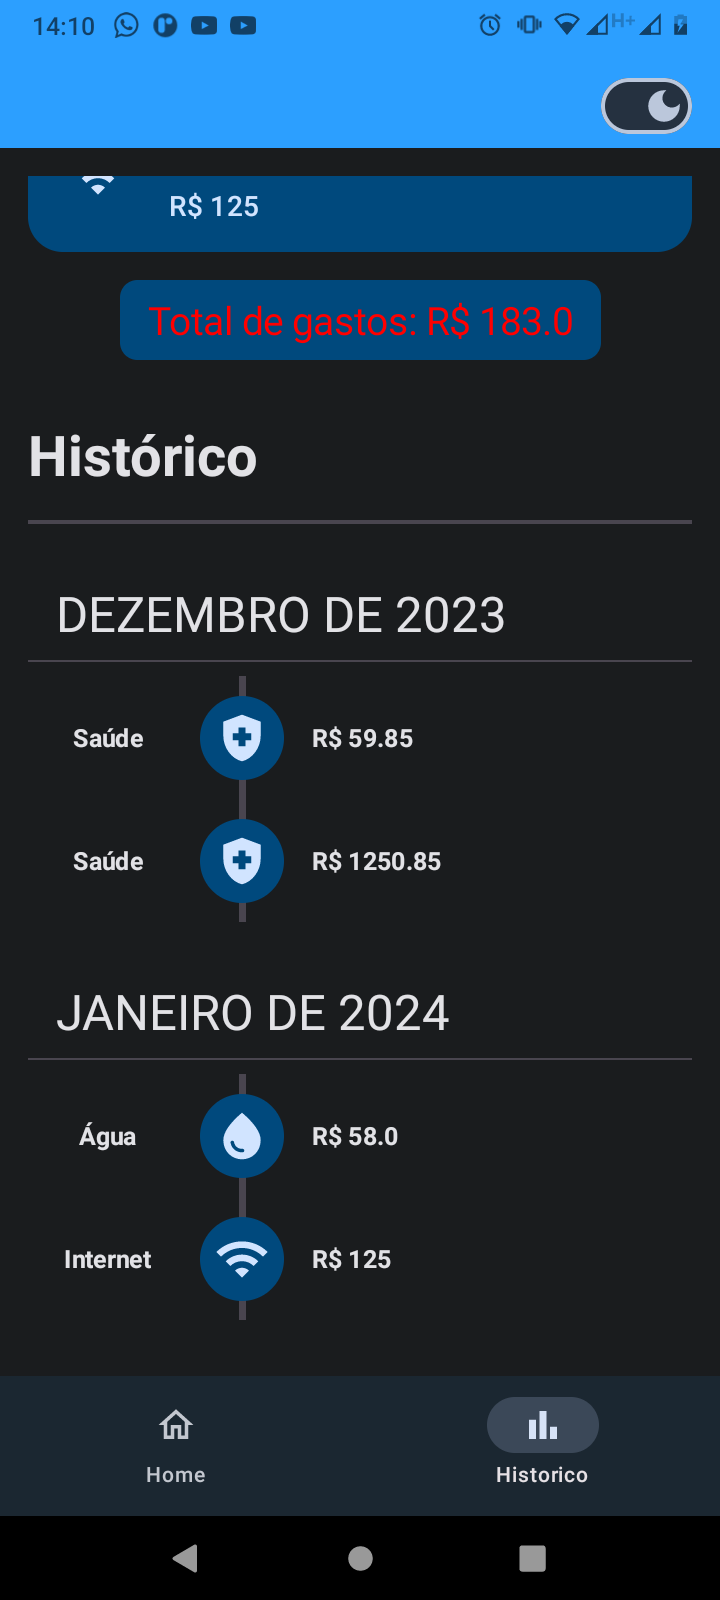 14:10
H+
R$ 125
Total de gastos: R$ 183.0
Histórico
DEZEMBRO DE 2023
Saúde R$ 59.85
Saúde R$ 1250.85
JANEIRO DE 2024
Água R$ 58.0
Internet R$ 125
Home Historico